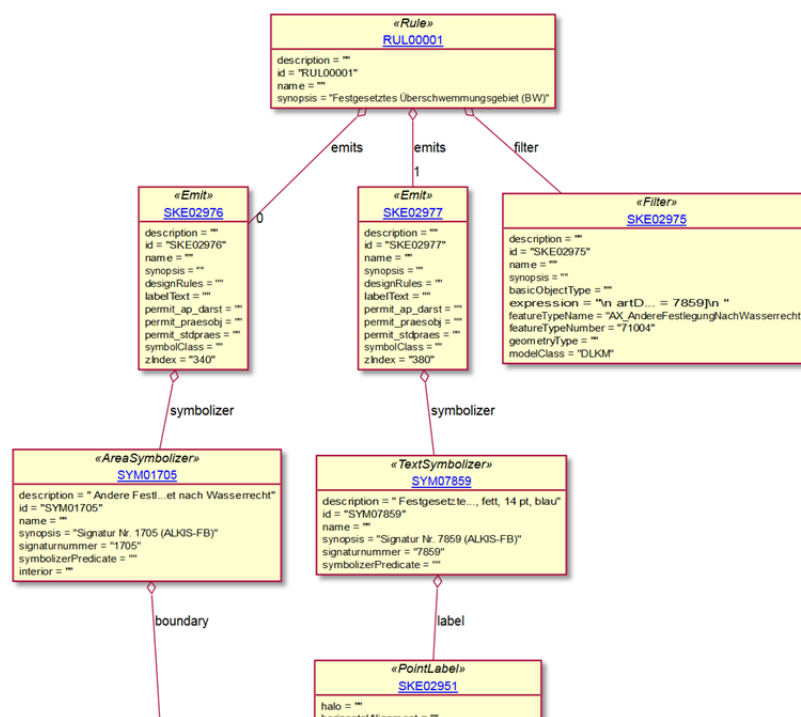 «Rule»
RUL00001
description = ""
id = "RUL00001"
name = ""
synopsis = "Festgesetztes Überschwemmungsgebiet (BW)"
emits
emits
filter
0
1
«Emit»
SKE02976
description = ""
id = "SKE02976"
name = ""
synopsis = ""
designRules = ""
labelText = ""
permit_ap_darst = ""
permit_praesobj = ""
permit_stdpraes = ""
symbolClass = ""
zIndex = "340"
«Emit»
SKE02977
description = ""
id = "SKE02977"
name = ""
synopsis = ""
designRules = ""
labelText = ""
permit_ap_darst = ""
permit_praesobj = ""
permit_stdpraes = ""
symbolClass = ""
zIndex = "380"
«Filter»
SKE02975
description = ""
id = "SKE02975"
name = ""
synopsis = ""
basicObjectType = ""
expression = "\n artD... = 7859]\n "
featureTypeName = "AX_AndereFestlegungNachWasserrecht
featureTypeNumber = "71004"
geometryType = ""
modelClass = "DLKM"
symbolizer
symbolizer
«AreaSymbolizer»
SYM01705
description = " Andere Festl...et nach Wasserrecht"
id = "SYM01705"
name = ""
synopsis = "Signatur Nr. 1705 (ALKIS-FB)"
signaturnummer = "1705"
symbolizerPredicate = ""
interior = ""
«TextSymbolizer»
SYM07859
description = " Festgesetzte..., fett, 14 pt, blau"
id = "SYM07859"
name = ""
synopsis = "Signatur Nr. 7859 (ALKIS-FB)"
signaturnummer = "7859"
symbolizerPredicate = ""
boundary
label
«PointLabel»
SKE02951
halo = ""